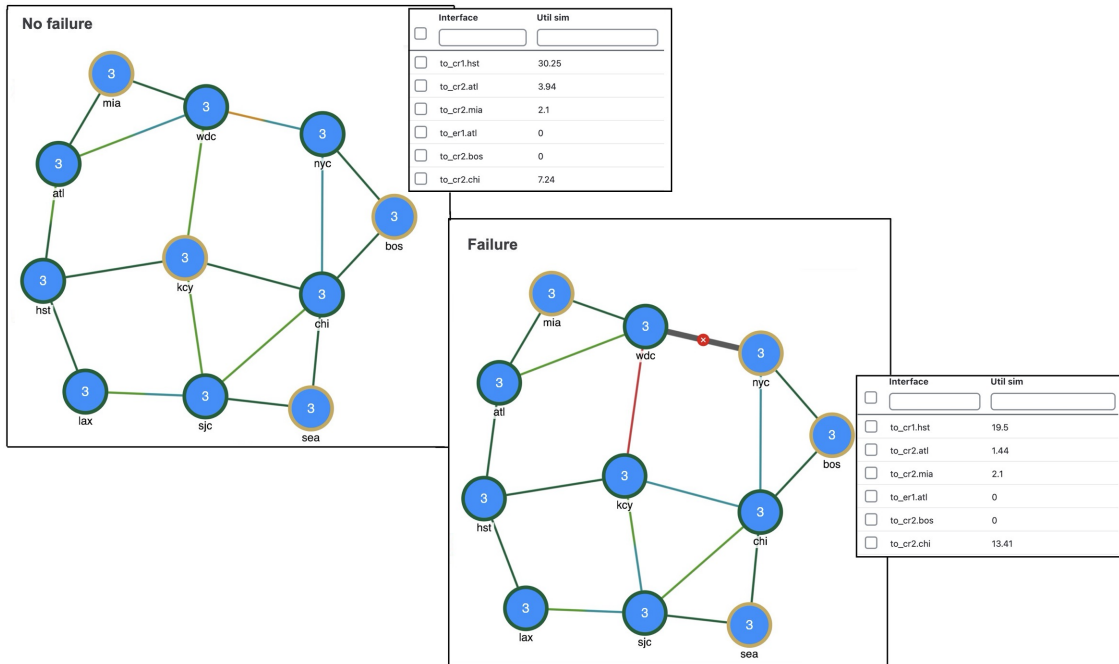 No failure
3
mia
3
wdc
3
nyc
3
atl
3
bos
3
kcy
3
hst
3
chi
3
lax
3
sjc
3
sea
Interface Util sim
to_cr1.hst 30.25
to_cr2.atl 3.94
to_cr2.mia 2.1
to_er1.atl 0
to_cr2.bos 0
to_cr2.chi 7.24
Failure
3
mia
3
wdc
3
nyc
3
atl
3
bos
3
kcy
3
hst
3
chi
3
lax
3
sjc
3
sea
Interface Util sim
to_cr1.hst 19.5
to_cr2.atl 1.44
to_cr2.mia 2.1
to_er1.atl 0
to_cr2.bos 0
to_cr2.chi 13.41